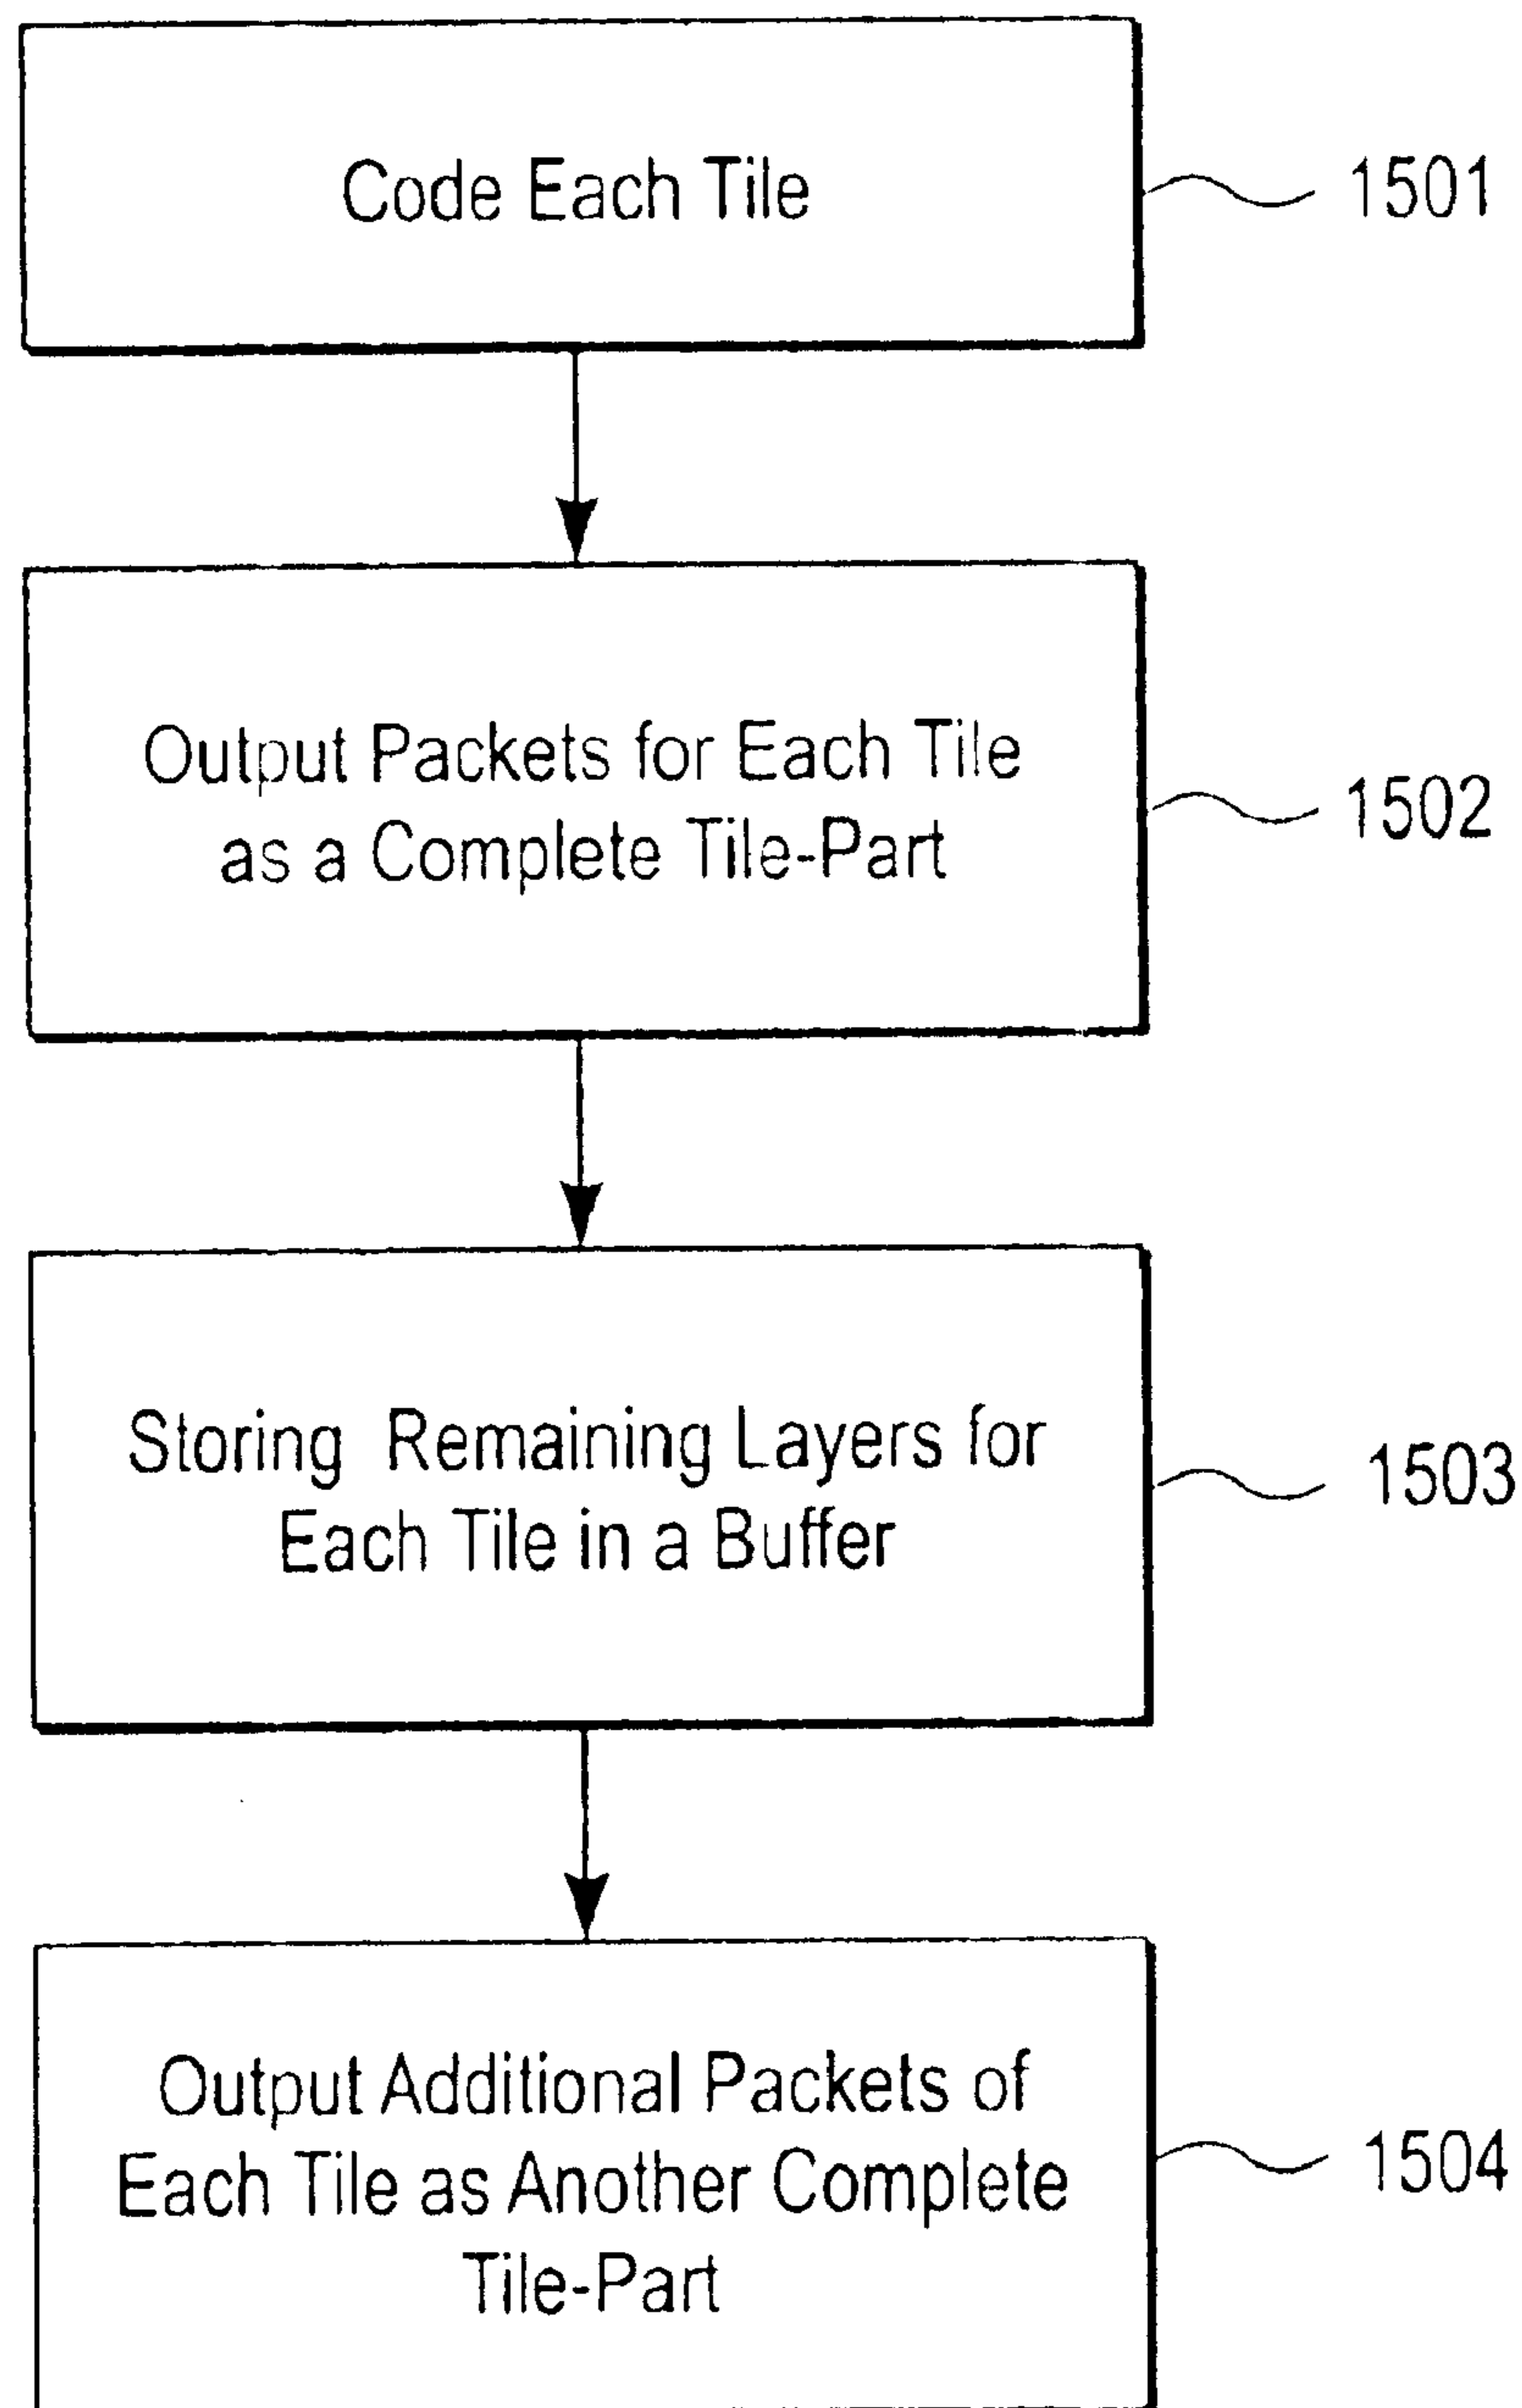 Code Each Tile
1501
Output Packets for Each Tile
as a Complete Tile-Part
1502
Storing Remaining Layers for
Each Tile in a Buffer
1503
Output Additional Packets of
Each Tile as Another Complete
Tile-Part
1504